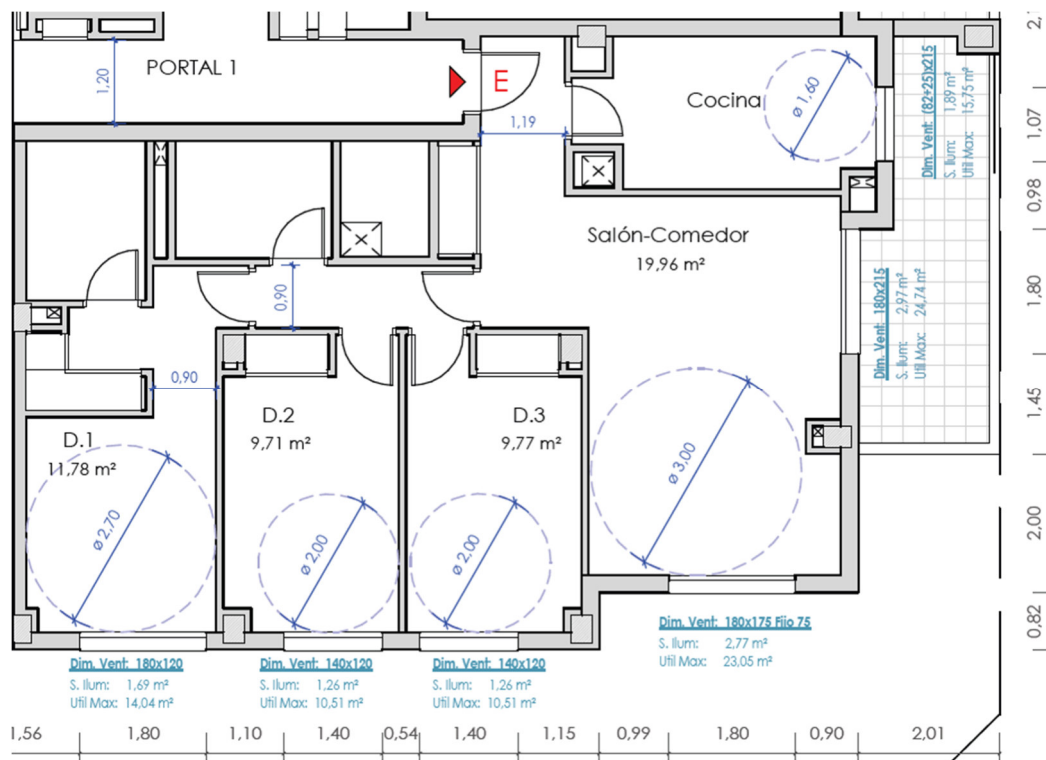 PORTAL 1
E
1,20
1,19
Cocina
ø 1,60
Dim. Vent: (82+25)x215
S. Ilum: 1,89 m²
Util Max: 15,75 m²
2,
1,07
0,98
1,80
1,45
2,00
0,82
Salón-Comedor
19,96 m²
Dim. Vent: 180x215
S. Ilum: 2,97 m²
Util Max: 24,74 m²
0,90
0,90
D.1
11,78 m²
ø 2,70
D.2
9,71 m²
ø 2,00
D.3
9,77 m²
ø 2,00
ø 3,00
Dim. Vent: 180x120
S. Ilum: 1,69 m²
Util Max: 14,04 m²
Dim. Vent: 140x120
S. Ilum: 1,26 m²
Util Max: 10,51 m²
Dim. Vent: 140x120
S. Ilum: 1,26 m²
Util Max: 10,51 m²
Dim. Vent: 180x175 Fijo 75
S. Ilum: 2,77 m²
Util Max: 23,05 m²
1,56
1,80
1,10
1,40
0,54
1,40
1,15
0,99
1,80
0,90
2,01